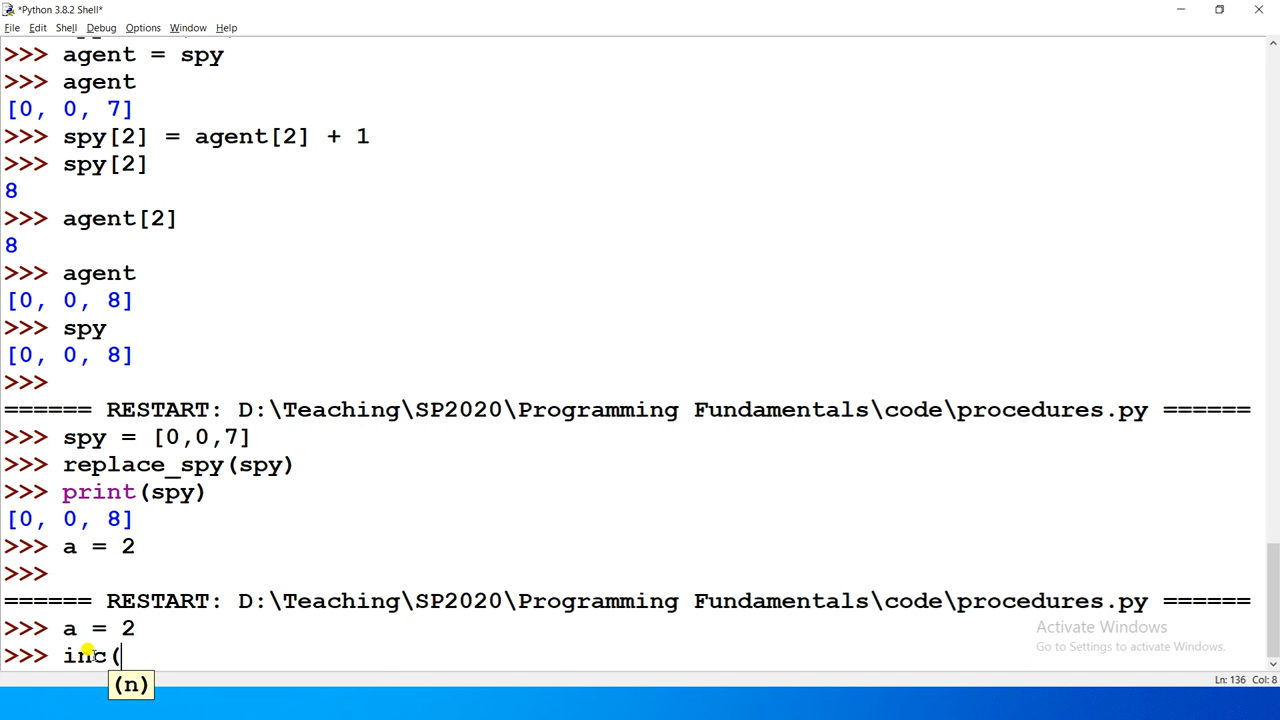 *Python 3.8.2 Shell*
File Edit Shell Debug Options Window Help
>>> agent = spy
>>> agent
[0, 0, 7]
>>> spy[2] = agent[2] + 1
>>> spy[2]
8
>>> agent[2]
8
>>> agent
[0, 0, 8]
>>> spy
[0, 0, 8]
>>>
====== RESTART: D:\Teaching\SP2020\Programming Fundamentals\code\procedures.py ======
>>> spy = [0,0,7]
>>> replace_spy(spy)
>>> print(spy)
[0, 0, 8]
>>> a = 2
>>>
====== RESTART: D:\Teaching\SP2020\Programming Fundamentals\code\procedures.py ======
>>> a = 2
>>> inc(
(n)
Activate Windows
Go to Settings to activate Windows.
Ln: 136 Col: 8